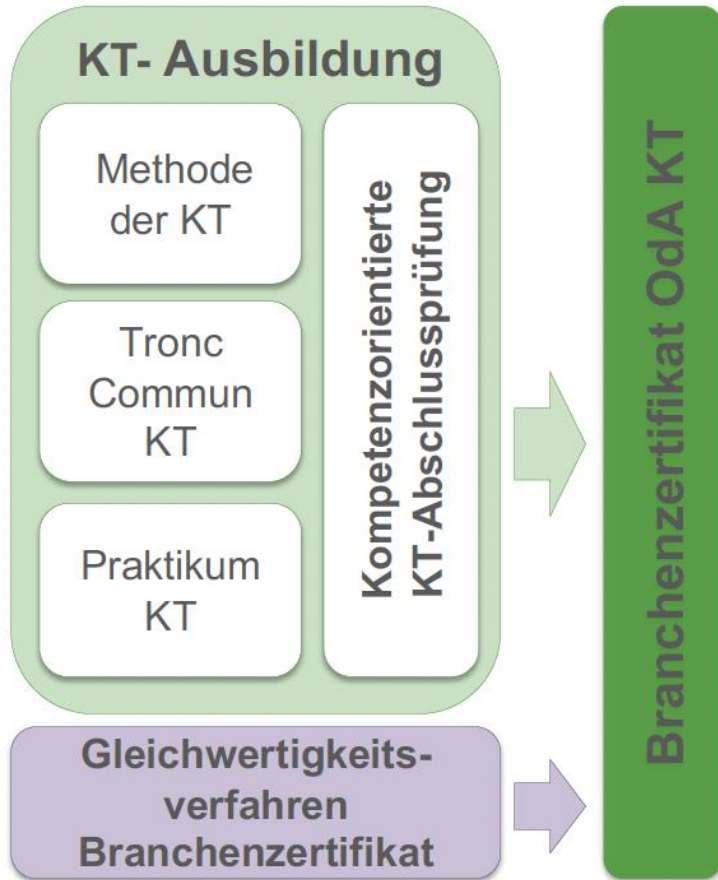 KT- Ausbildung
Methode
der KT
Tronc
Commun
KT
Praktikum
KT
Kompetenzorientierte
KT-Abschlussprüfung
Gleichwertigkeits-
verfahren
Branchenzertifikat
Branchenzertifikat OdA KT